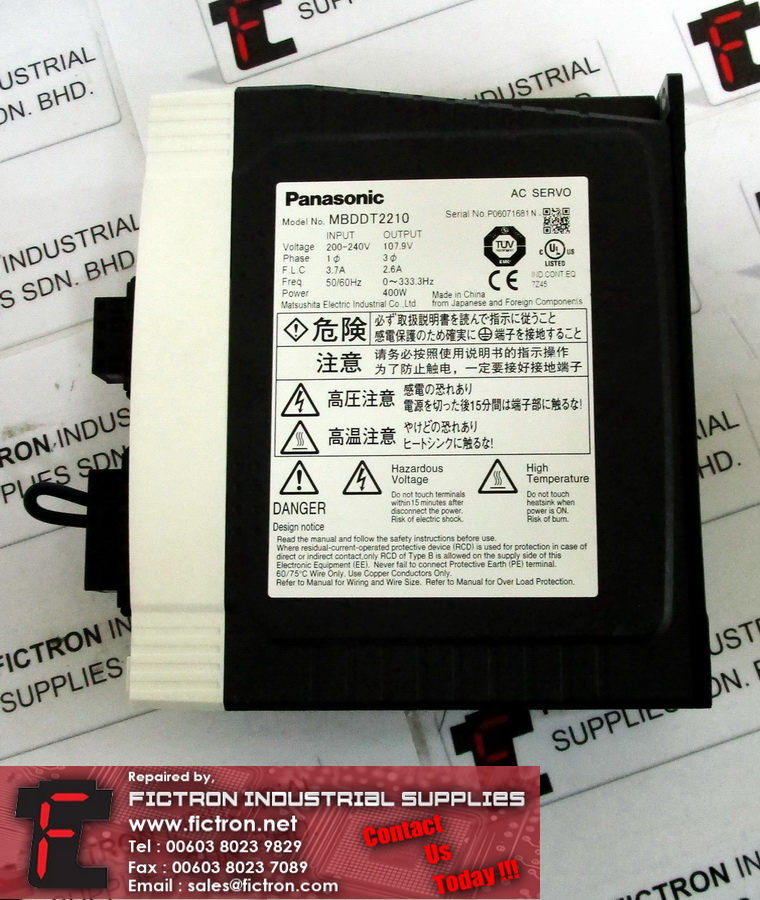 USTRIAL
DN. BHD.
SUPPLIES
INDUSTRIAL
INDUSTRIAL
S SDN. BHD
Panasonic
AC SERVO
Model No. MBDDT2210
Serial No.P06071681N
INPUT OUTPUT
Voltage 200-240V 107.9V
Phase 1φ 3φ
F.L.C 3.7A 2.6A
Freq. 50/60Hz 0~333.3Hz
Power 400W
TÜV
C UL US
LISTED
CE
IND CONT EQ
7Z45
Matsushita Electric Industrial Co.,Ltd
Made in China
from Japanese and Foreign Components
危険
必ず取扱説明書を読んで指示に従うこと
感電保護のため確実に端子を接地すること
注意
请务必按照使用说明书的指示操作
为了防止触电，一定要接好接地端子
高圧注意
感電の恐れあり
電源を切った後15分間は端子部に触るな!
高温注意
やけどの恐れあり
ヒートシンクに触るな!
DANGER
Hazardous
Voltage
Do not touch terminals
within 15 minutes after
disconnect the power.
Risk of electric shock.
High
Temperature
Do not touch
heatsink when
power is ON.
Risk of burn.
Design notice
Read the manual and follow the safety instructions before use.
Where residual-current-operated protective device (RCD) is used for protection in case of
direct or indirect contact,only RCD of Type B is allowed on the supply side of this
Electronic Equipment (EE). Never fail to connect Protective Earth (PE) terminal.
60/75°C Wire Only. Use Copper Conductors Only.
Refer to Manual for Wiring and Wire Size. Refer to Manual for Over Load Protection.
RON INDUS
PLIES SDN
FICTRON IN
SUPPLIES
RIAL
HD.
USTRI
SUPPLIES
DN. B
FICTRON IND
Repaired by,
FICTRON INDUSTRIAL SUPPLIES
www.fictron.net
Tel : 00603 8023 9829
Fax : 00603 8023 7089
Email : sales@fictron.com
Contact
Us
Today !!!